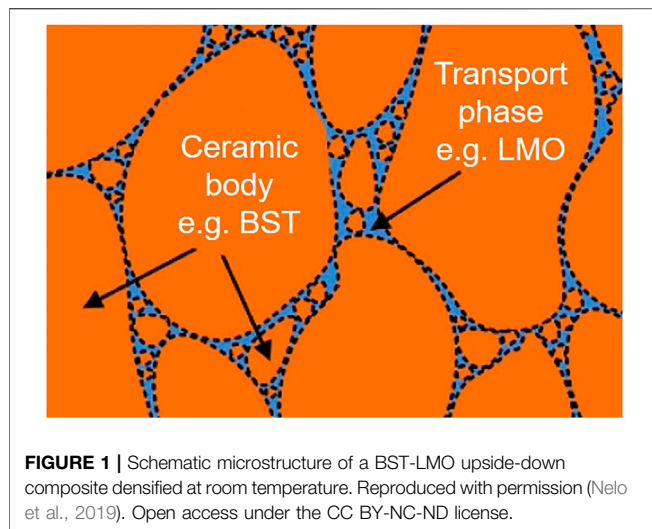 Transport
phase
e.g. LMO
Ceramic
body
e.g. BST
FIGURE 1 | Schematic microstructure of a BST-LMO upside-down
composite densified at room temperature. Reproduced with permission (Nelo
et al., 2019). Open access under the CC BY-NC-ND license.